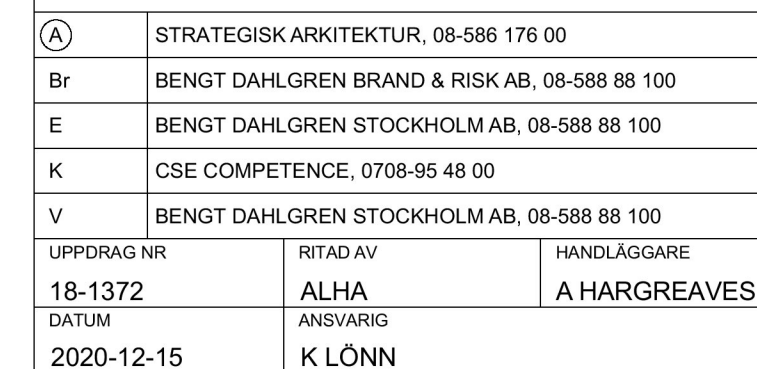 A STRATEGISK ARKITEKTUR, 08-586 176 00
Br BENGT DAHLGREN BRAND & RISK AB, 08-588 88 100
E BENGT DAHLGREN STOCKHOLM AB, 08-588 88 100
K CSE COMPETENCE, 0708-95 48 00
V BENGT DAHLGREN STOCKHOLM AB, 08-588 88 100
UPPDRAG NR RITAD AV HANDLÄGGARE
18-1372 ALHA A HARGREAVES
DATUM ANSVARIG
2020-12-15 K LÖNN